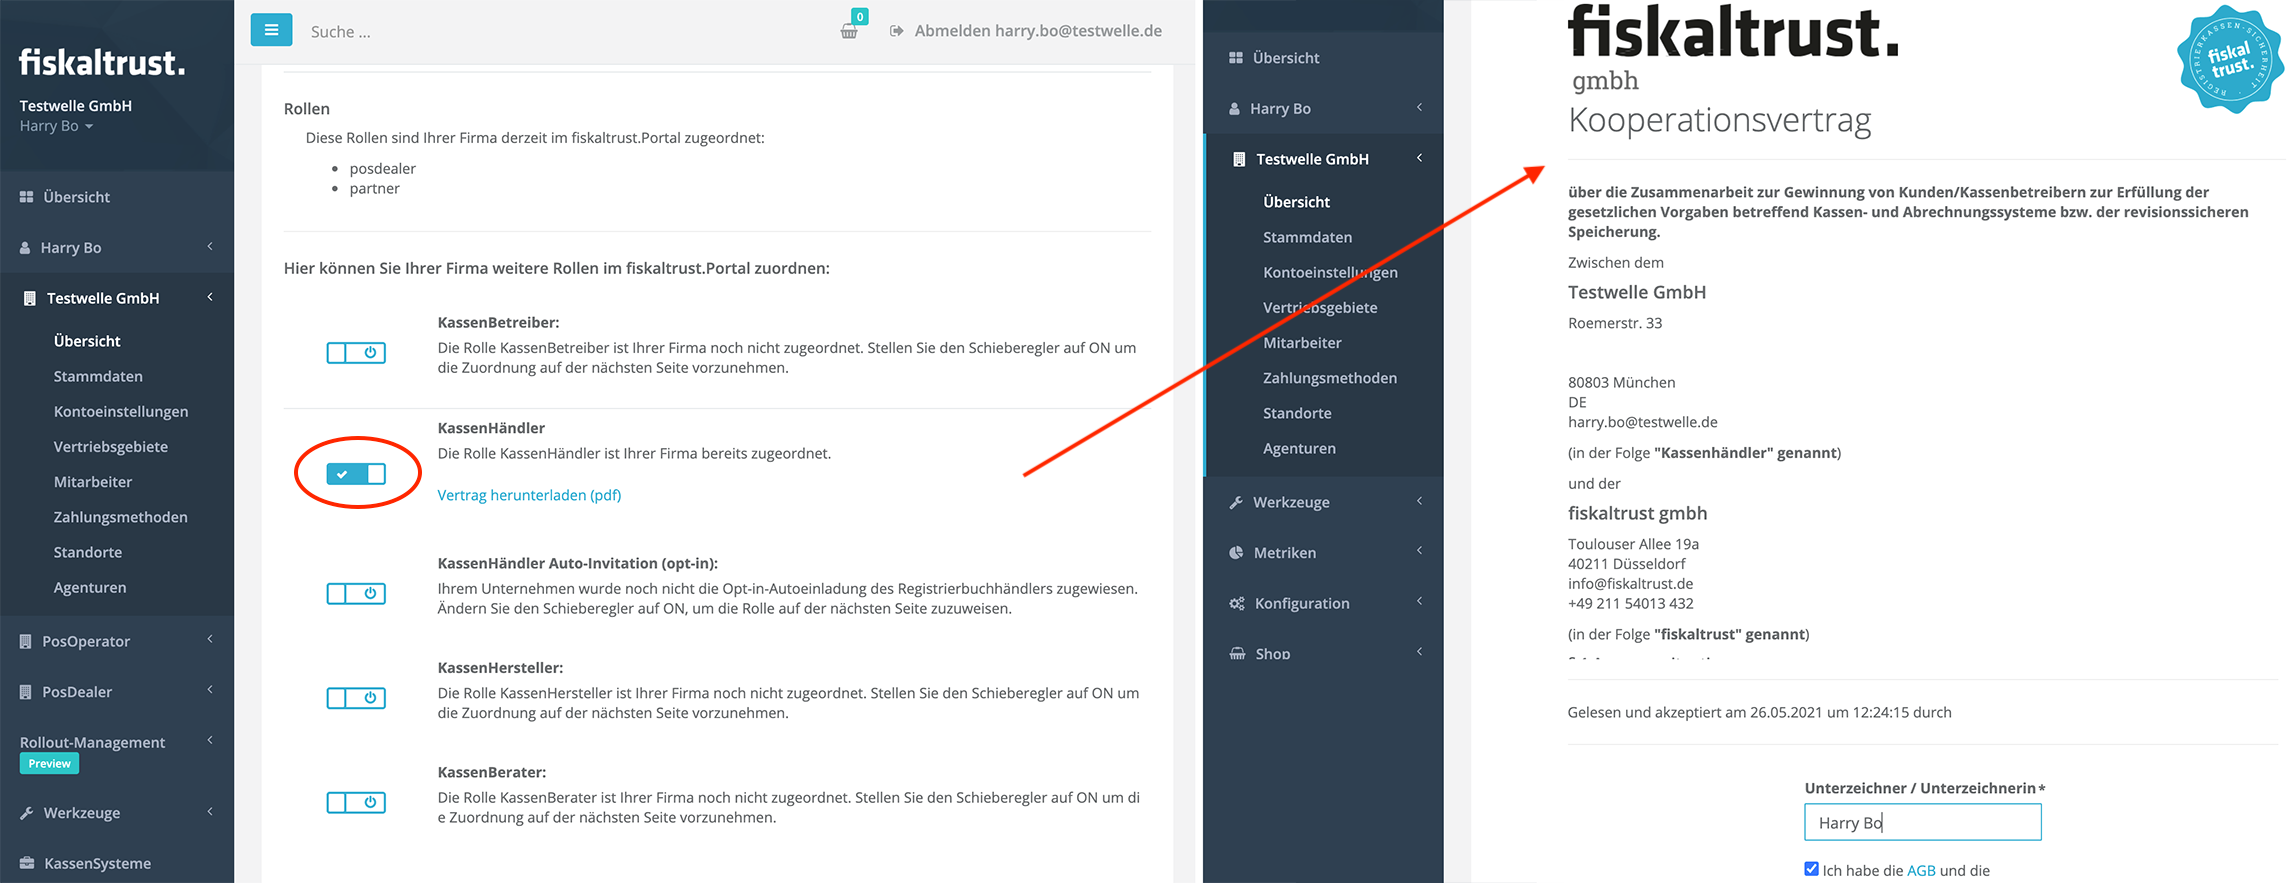 fiskaltrust.
Testwelle GmbH
Harry Bo
Übersicht
Harry Bo
Testwelle GmbH
Übersicht
Stammdaten
Kontoeinstellungen
Vertriebsgebiete
Mitarbeiter
Zahlungsmethoden
Standorte
Agenturen
PosOperator
PosDealer
Rollout-Management
Preview
Werkzeuge
KassenSysteme
Suche ...
0
Abmelden harry.bo@testwelle.de
Rollen
Diese Rollen sind Ihrer Firma derzeit im fiskaltrust.Portal zugeordnet:
posdealer
partner
Hier können Sie Ihrer Firma weitere Rollen im fiskaltrust.Portal zuordnen:
KassenBetreiber:
Die Rolle KassenBetreiber ist Ihrer Firma noch nicht zugeordnet. Stellen Sie den Schieberegler auf ON um
die Zuordnung auf der nächsten Seite vorzunehmen.
KassenHändler
Die Rolle KassenHändler ist Ihrer Firma bereits zugeordnet.
Vertrag herunterladen (pdf)
KassenHändler Auto-Invitation (opt-in):
Ihrem Unternehmen wurde noch nicht die Opt-in-Autoeinladung des Registrierbuchhändlers zugewiesen.
Ändern Sie den Schieberegler auf ON, um die Rolle auf der nächsten Seite zuzuweisen.
KassenHersteller:
Die Rolle KassenHersteller ist Ihrer Firma noch nicht zugeordnet. Stellen Sie den Schieberegler auf ON um
die Zuordnung auf der nächsten Seite vorzunehmen.
KassenBerater:
Die Rolle KassenBerater ist Ihrer Firma noch nicht zugeordnet. Stellen Sie den Schieberegler auf ON um di
e Zuordnung auf der nächsten Seite vorzunehmen.
Übersicht
Harry Bo
Testwelle GmbH
Übersicht
Stammdaten
Kontoeinstellungen
Vertriebsgebiete
Mitarbeiter
Zahlungsmethoden
Standorte
Agenturen
Werkzeuge
Metriken
Konfiguration
Shop
fiskaltrust.
gmbh
Kooperationsvertrag
REGISTRIERKASSEN-SICHERHEIT
fiskal
trust.
über die Zusammenarbeit zur Gewinnung von Kunden/Kassenbetreibern zur Erfüllung der
gesetzlichen Vorgaben betreffend Kassen- und Abrechnungssysteme bzw. der revisionssicheren
Speicherung.
Zwischen dem
Testwelle GmbH
Roemerstr. 33
80803 München
DE
harry.bo@testwelle.de
(in der Folge "Kassenhändler" genannt)
und der
fiskaltrust gmbh
Toulouser Allee 19a
40211 Düsseldorf
info@fiskaltrust.de
+49 211 54013 432
(in der Folge "fiskaltrust" genannt)
Gelesen und akzeptiert am 26.05.2021 um 12:24:15 durch
Unterzeichner / Unterzeichnerin*
Harry Bo
Ich habe die AGB und die